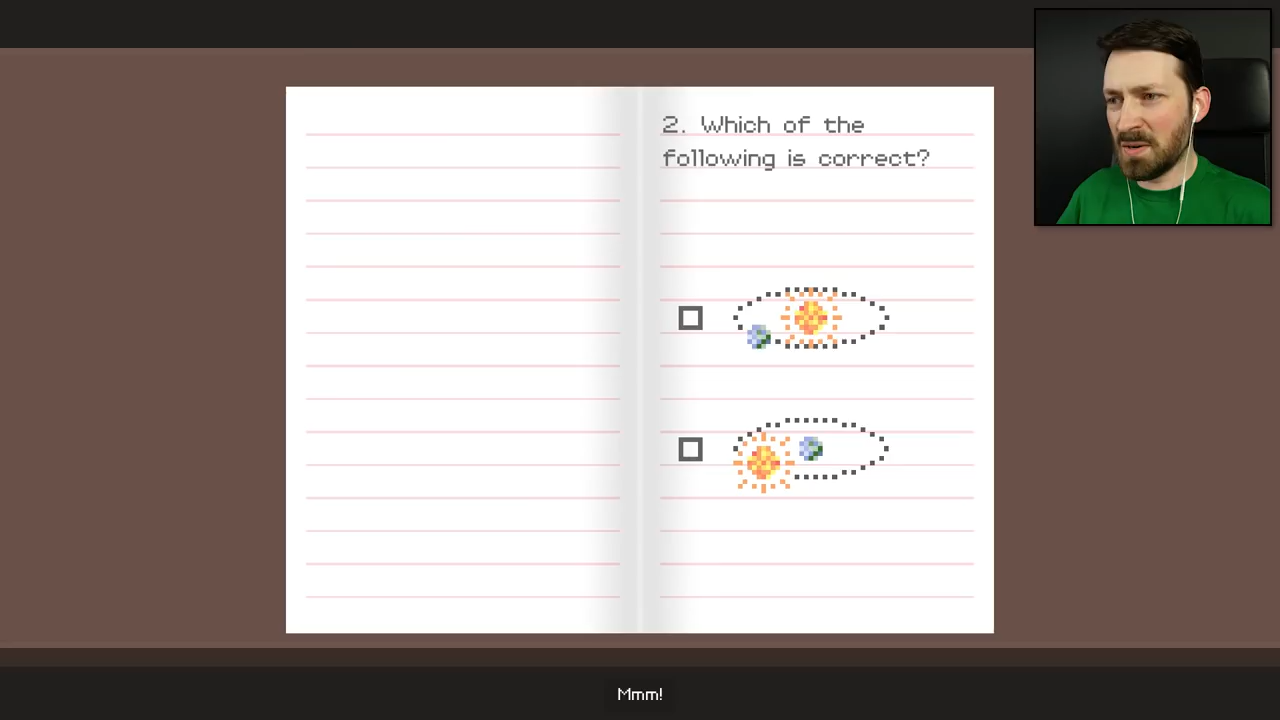 2. Which of the
following is correct?
Mmm!